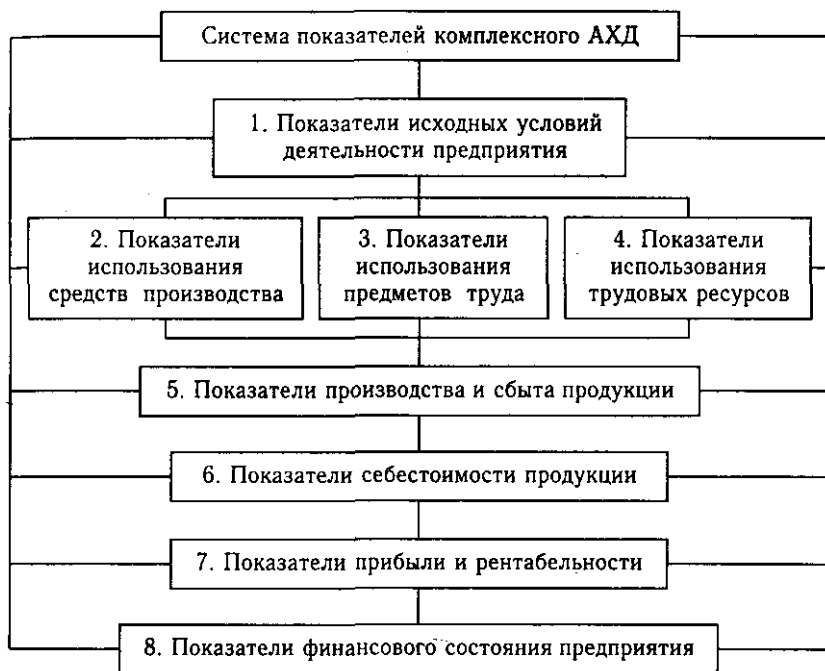 Система показателей комплексного АХД
1. Показатели исходных условий
деятельности предприятия
2. Показатели
использования
средств производства
3. Показатели
использования
предметов труда
4. Показатели
использования
трудовых ресурсов
5. Показатели производства и сбыта продукции
6. Показатели себестоимости продукции
7. Показатели прибыли и рентабельности
8. Показатели финансового состояния предприятия